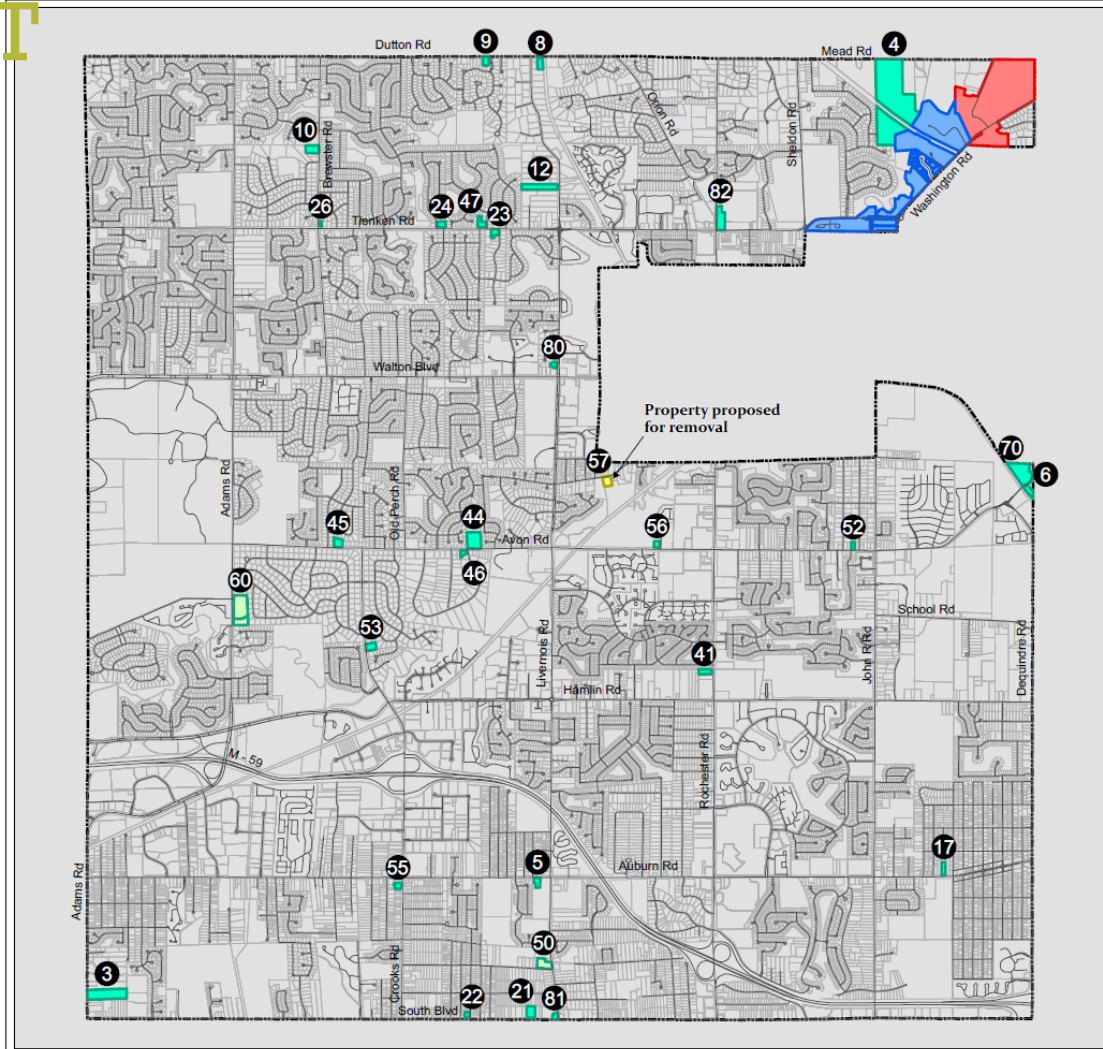 T
Dutton Rd
9
8
Mead Rd
4
Orion Rd
Sheldon Rd
10
Brewster Rd
12
Washington Rd
82
26
Tienken Rd
24
47
23
80
Walton Blvd
Property proposed
for removal
57
70
6
Adams Rd
Old Perch Rd
45
44
Avon Rd
56
52
46
60
School Rd
53
Livernois Rd
41
John R Rd
Dequindre Rd
Hamlin Rd
M - 59
Rochester Rd
5
Auburn Rd
17
55
Adams Rd
50
3
Crooks Rd
22
21
81
South Blvd